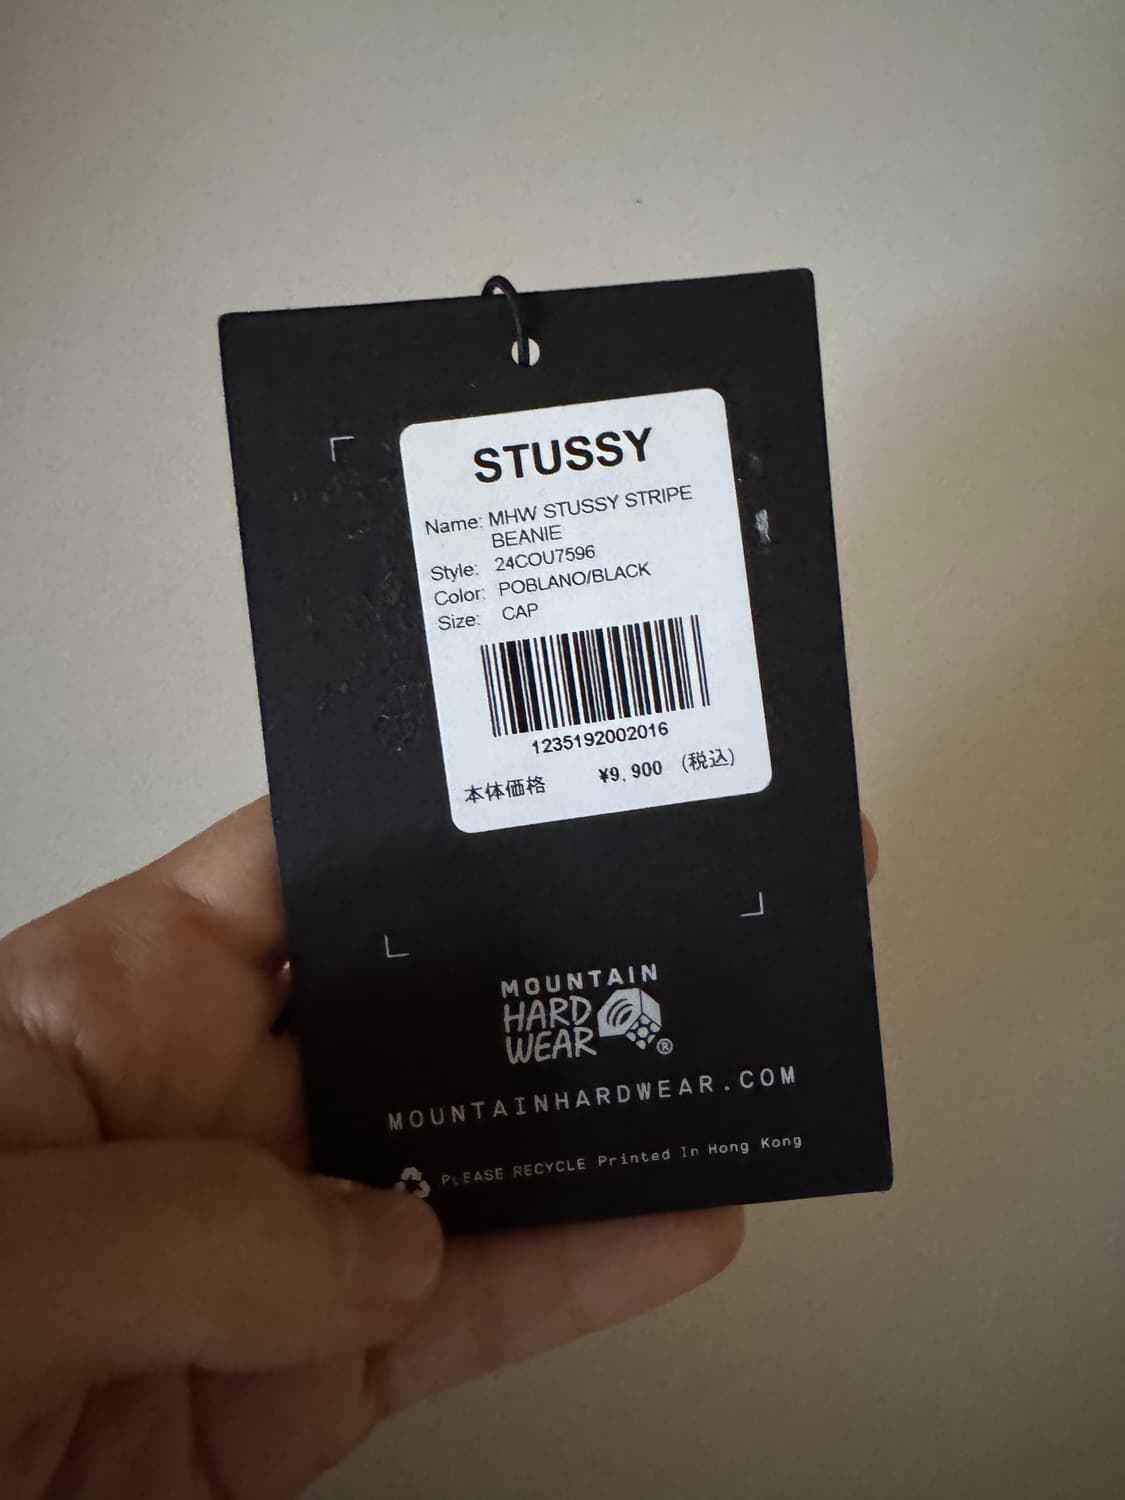 STUSSY
Name: MHW STUSSY STRIPE
BEANIE
Style: 24COU7596
Color: POBLANO/BLACK
Size: CAP
1235192002016
本体価格 ¥9,900 (税込)
MOUNTAIN
HARD
WEAR®
MOUNTAINHARDWEAR.COM
PLEASE RECYCLE Printed In Hong Kong